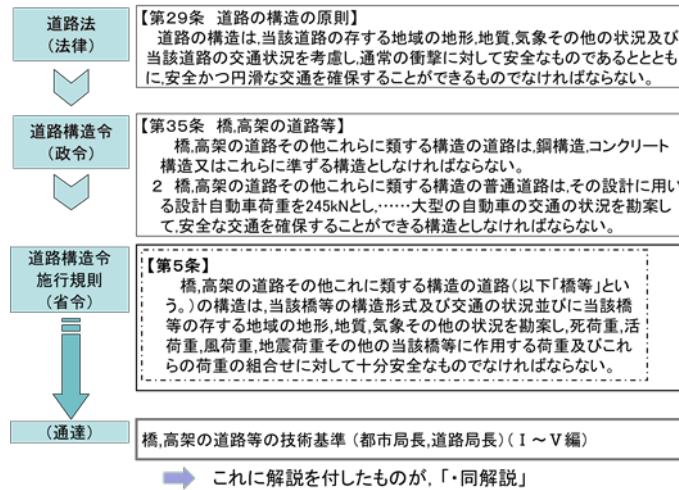 道路法
(法律)
【第29条 道路の構造の原則】
道路の構造は,当該道路の存する地域の地形,地質,気象その他の状況及び
当該道路の交通状況を考慮し,通常の衝撃に対して安全なものであるととも
に,安全かつ円滑な交通を確保することができるものでなければならない。
道路構造令
(政令)
【第35条 橋,高架の道路等】
橋,高架の道路その他これらに類する構造の道路は,鋼構造,コンクリート
構造又はこれらに準ずる構造としなければならない。
2 橋,高架の道路その他これらに類する構造の普通道路は,その設計に用い
る設計自動車荷重を245kNとし,……大型の自動車の交通の状況を勘案し
て,安全な交通を確保することができる構造としなければならない。
道路構造令
施行規則
(省令)
【第5条】
橋,高架の道路その他これに類する構造の道路(以下「橋等」とい
う。)の構造は,当該橋等の構造形式及び交通の状況並びに当該橋
等の存する地域の地形,地質,気象その他の状況を勘案し,死荷重,活
荷重,風荷重,地震荷重その他の当該橋等に作用する荷重及びこれ
らの荷重の組合せに対して十分安全なものでなければならない。
(通達)
橋,高架の道路等の技術基準 (都市局長,道路局長)(Ⅰ~Ⅴ編)
これに解説を付したものが,「・同解説」